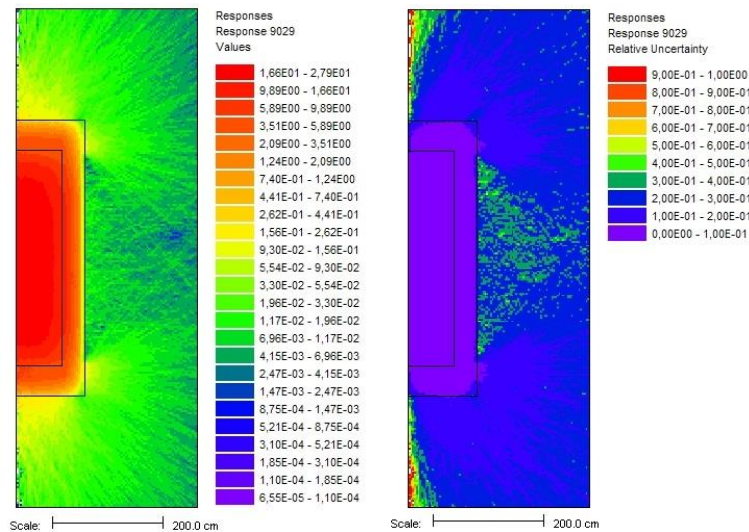 Responses
Response 9029
Values
1,66E01 - 2,79E01
9,89E00 - 1,66E01
5,89E00 - 9,89E00
3,51E00 - 5,89E00
2,09E00 - 3,51E00
1,24E00 - 2,09E00
7,40E-01 - 1,24E00
4,41E-01 - 7,40E-01
2,62E-01 - 4,41E-01
1,56E-01 - 2,62E-01
9,30E-02 - 1,56E-01
5,54E-02 - 9,30E-02
3,30E-02 - 5,54E-02
1,96E-02 - 3,30E-02
1,17E-02 - 1,96E-02
6,96E-03 - 1,17E-02
4,15E-03 - 6,96E-03
2,47E-03 - 4,15E-03
1,47E-03 - 2,47E-03
8,75E-04 - 1,47E-03
5,21E-04 - 8,75E-04
3,10E-04 - 5,21E-04
1,85E-04 - 3,10E-04
1,10E-04 - 1,85E-04
6,55E-05 - 1,10E-04
Scale: 200.0 cm
Responses
Response 9029
Relative Uncertainty
9,00E-01 - 1,00E00
8,00E-01 - 9,00E-01
7,00E-01 - 8,00E-01
6,00E-01 - 7,00E-01
5,00E-01 - 6,00E-01
4,00E-01 - 5,00E-01
3,00E-01 - 4,00E-01
2,00E-01 - 3,00E-01
1,00E-01 - 2,00E-01
0,00E00 - 1,00E-01
Scale: 200.0 cm